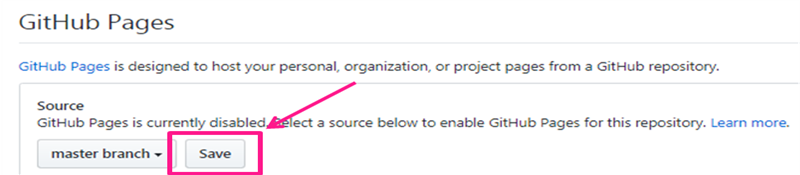 GitHub Pages
GitHub Pages is designed to host your personal, organization, or project pages from a GitHub repository.
Source
GitHub Pages is currently disabled. Select a source below to enable GitHub Pages for this repository. Learn more.
master branch
Save